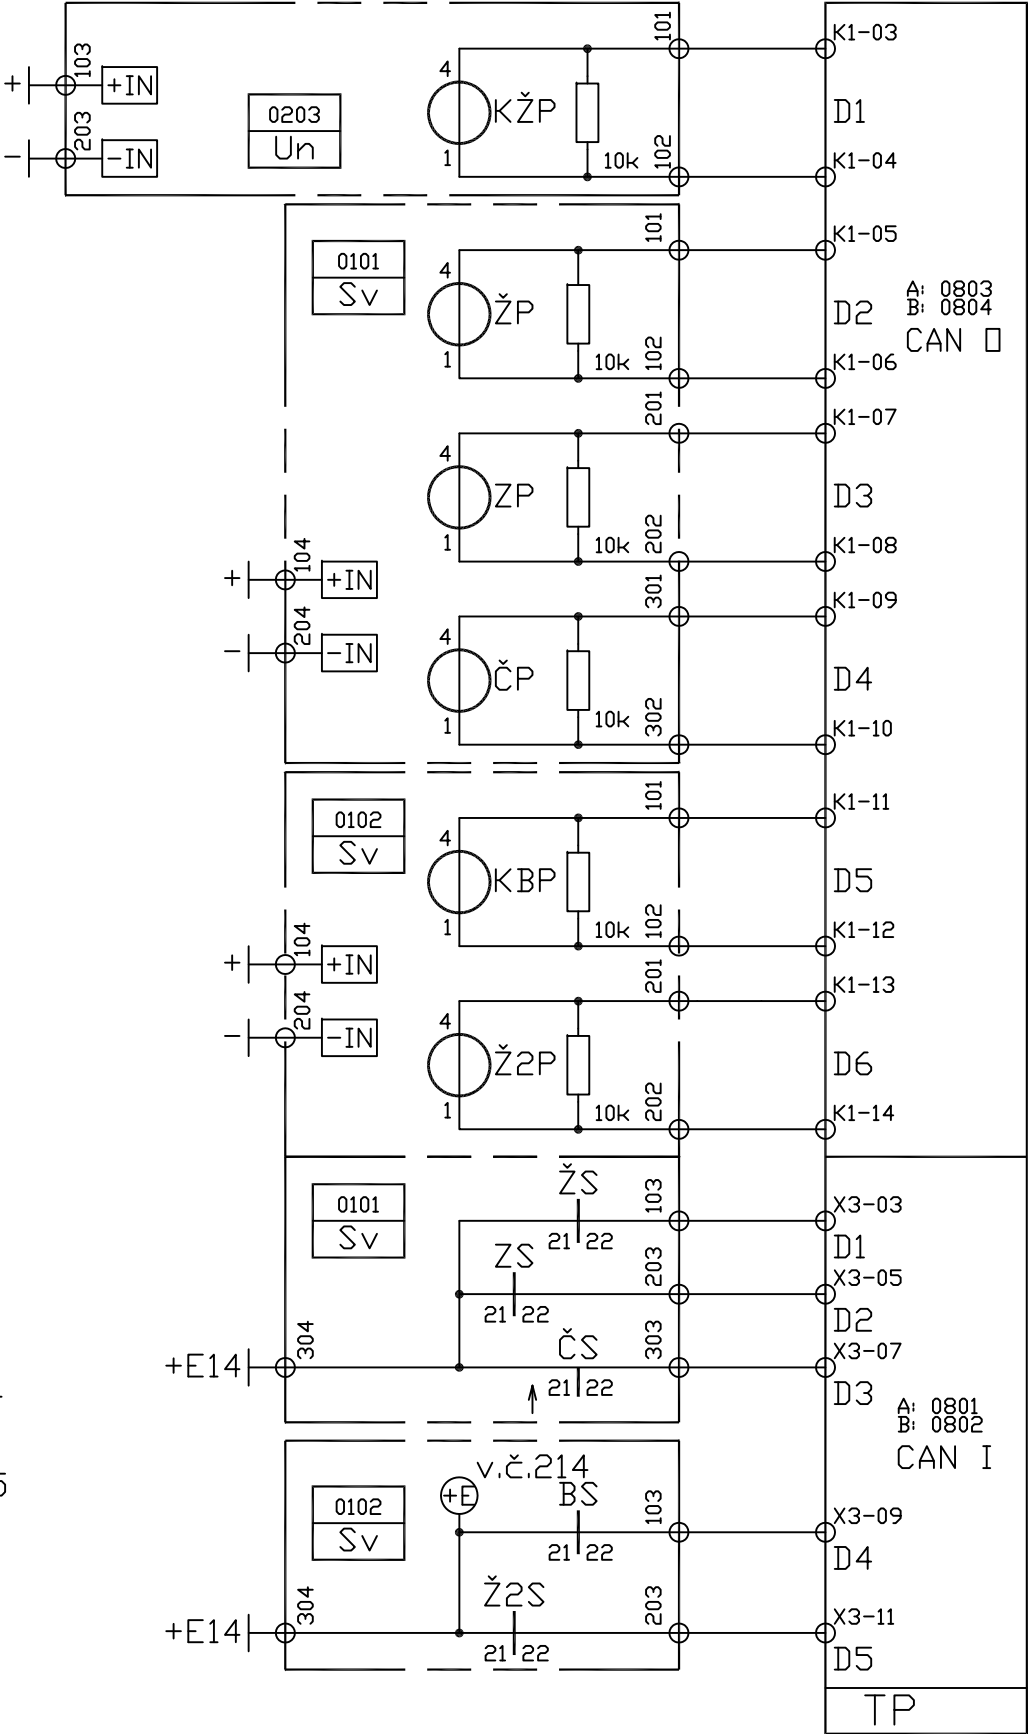 101
K1-03
103
4
+
+IN
0203
KŽP
D1
203
Un
-
-IN
1
10k
102
K1-04
101
K1-05
0101
4
Sv
ŽP
D2
A: 0803
B: 0804
CAN O
1
10k
102
K1-06
201
K1-07
4
ZP
D3
1
10k
202
K1-08
104
+
+IN
301
K1-09
204
4
-
-IN
ČP
D4
1
10k
302
K1-10
101
K1-11
0102
4
Sv
KBP
D5
1
10k
102
K1-12
104
+
+IN
201
K1-13
204
4
-
-IN
Ž2P
D6
1
10k
202
K1-14
0101
Sv
ŽS
103
X3-03
21
22
D1
ZS
203
X3-05
21
22
D2
304
ČS
303
X3-07
+E14
21
22
D3
A: 0801
B: 0802
CAN I
v.č.214
0102
Sv
+E
BS
103
X3-09
21
22
D4
304
Ž2S
203
X3-11
+E14
21
22
D5
TP